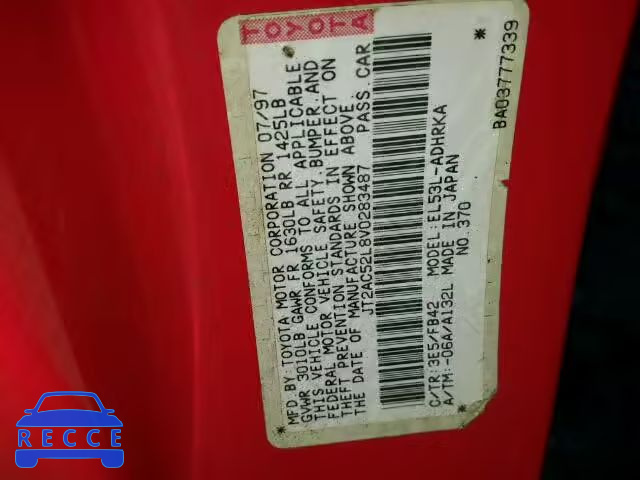 TOYOTA
*MFD.BY:TOYOTA MOTOR CORPORATION 07/97
GVWR 3010LB GAWR FR 1630LB RR 1425LB
THIS VEHICLE CONFORMS TO ALL APPLICABLE
FEDERAL MOTOR VEHICLE SAFETY,BUMPER,AND
THEFT PREVENTION STANDARDS IN EFFECT ON
THE DATE OF MANUFACTURE SHOWN ABOVE.
JT2AC52L8V0283487 PASS.CAR
C/TR:3E5/FB42 MODEL:EL53L-ADHRKA
A/TM:-06A/A132L MADE IN JAPAN
NO.370
BA03777339 *
RECCE